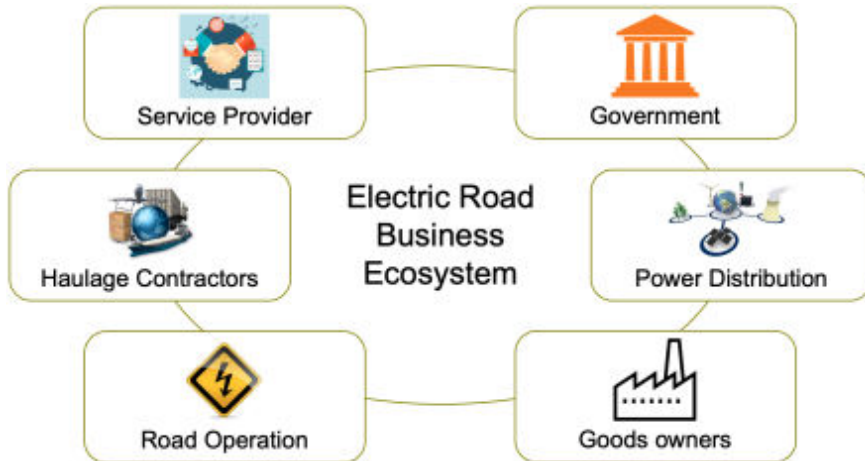 Service Provider
Government
Electric Road
Business
Ecosystem
Haulage Contractors
Power Distribution
Road Operation
Goods owners